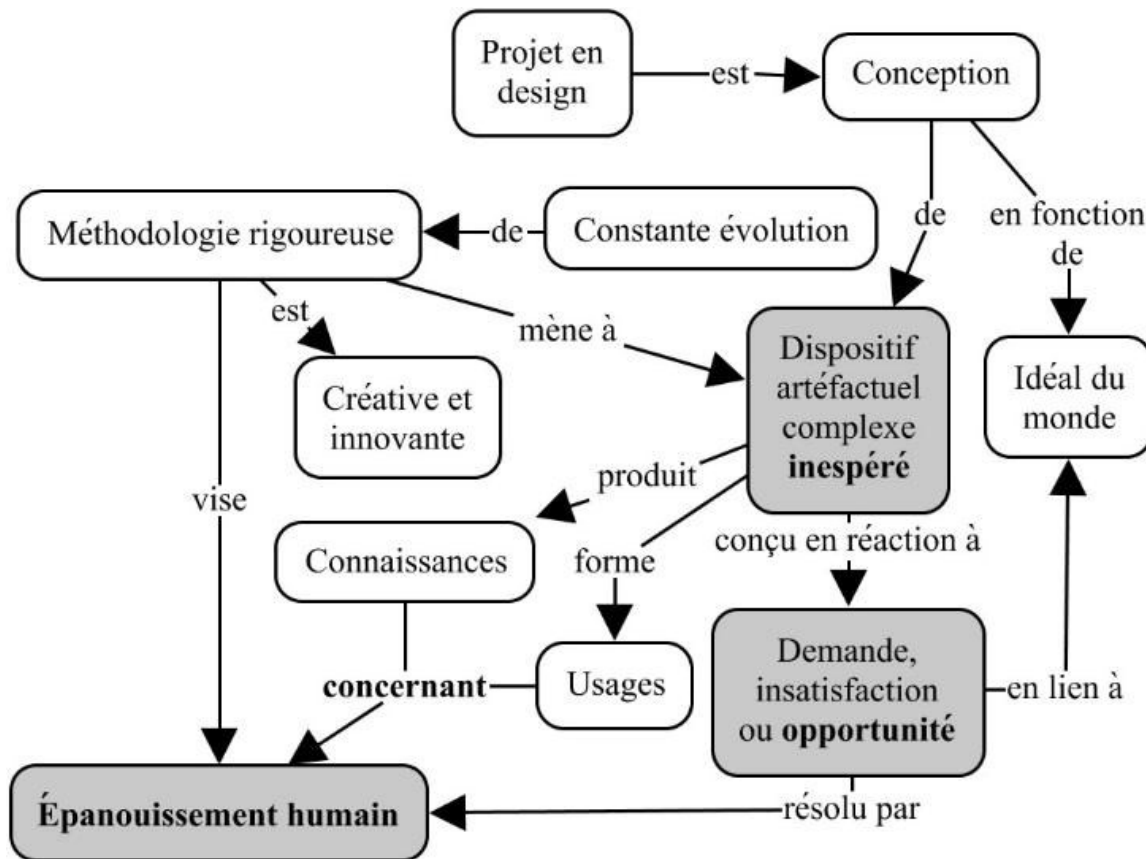 Projet en
design
est
Conception
de
en fonction
de
Méthodologie rigoureuse
de
Constante évolution
est
mène à
Dispositif
artéfactuel
complexe
inespéré
Idéal du
monde
Créative et
innovante
vise
produit
Connaissances
forme
conçu en réaction à
concernant
Usages
Demande,
insatisfaction
ou opportunité
en lien à
Épanouissement humain
résolu par